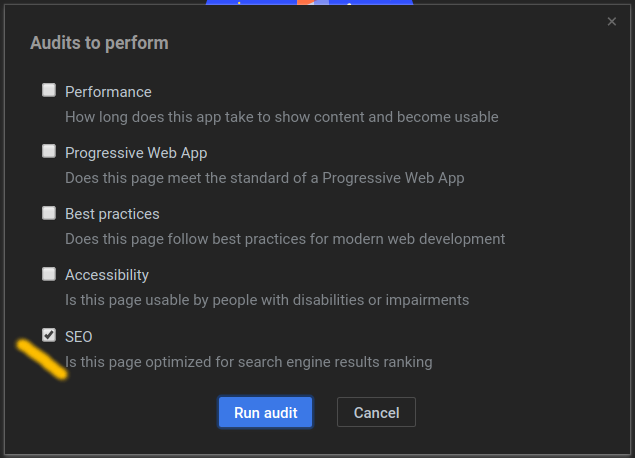 Audits to perform
Performance
How long does this app take to show content and become usable
Progressive Web App
Does this page meet the standard of a Progressive Web App
Best practices
Does this page follow best practices for modern web development
Accessibility
Is this page usable by people with disabilities or impairments
SEO
Is this page optimized for search engine results ranking
Run audit Cancel